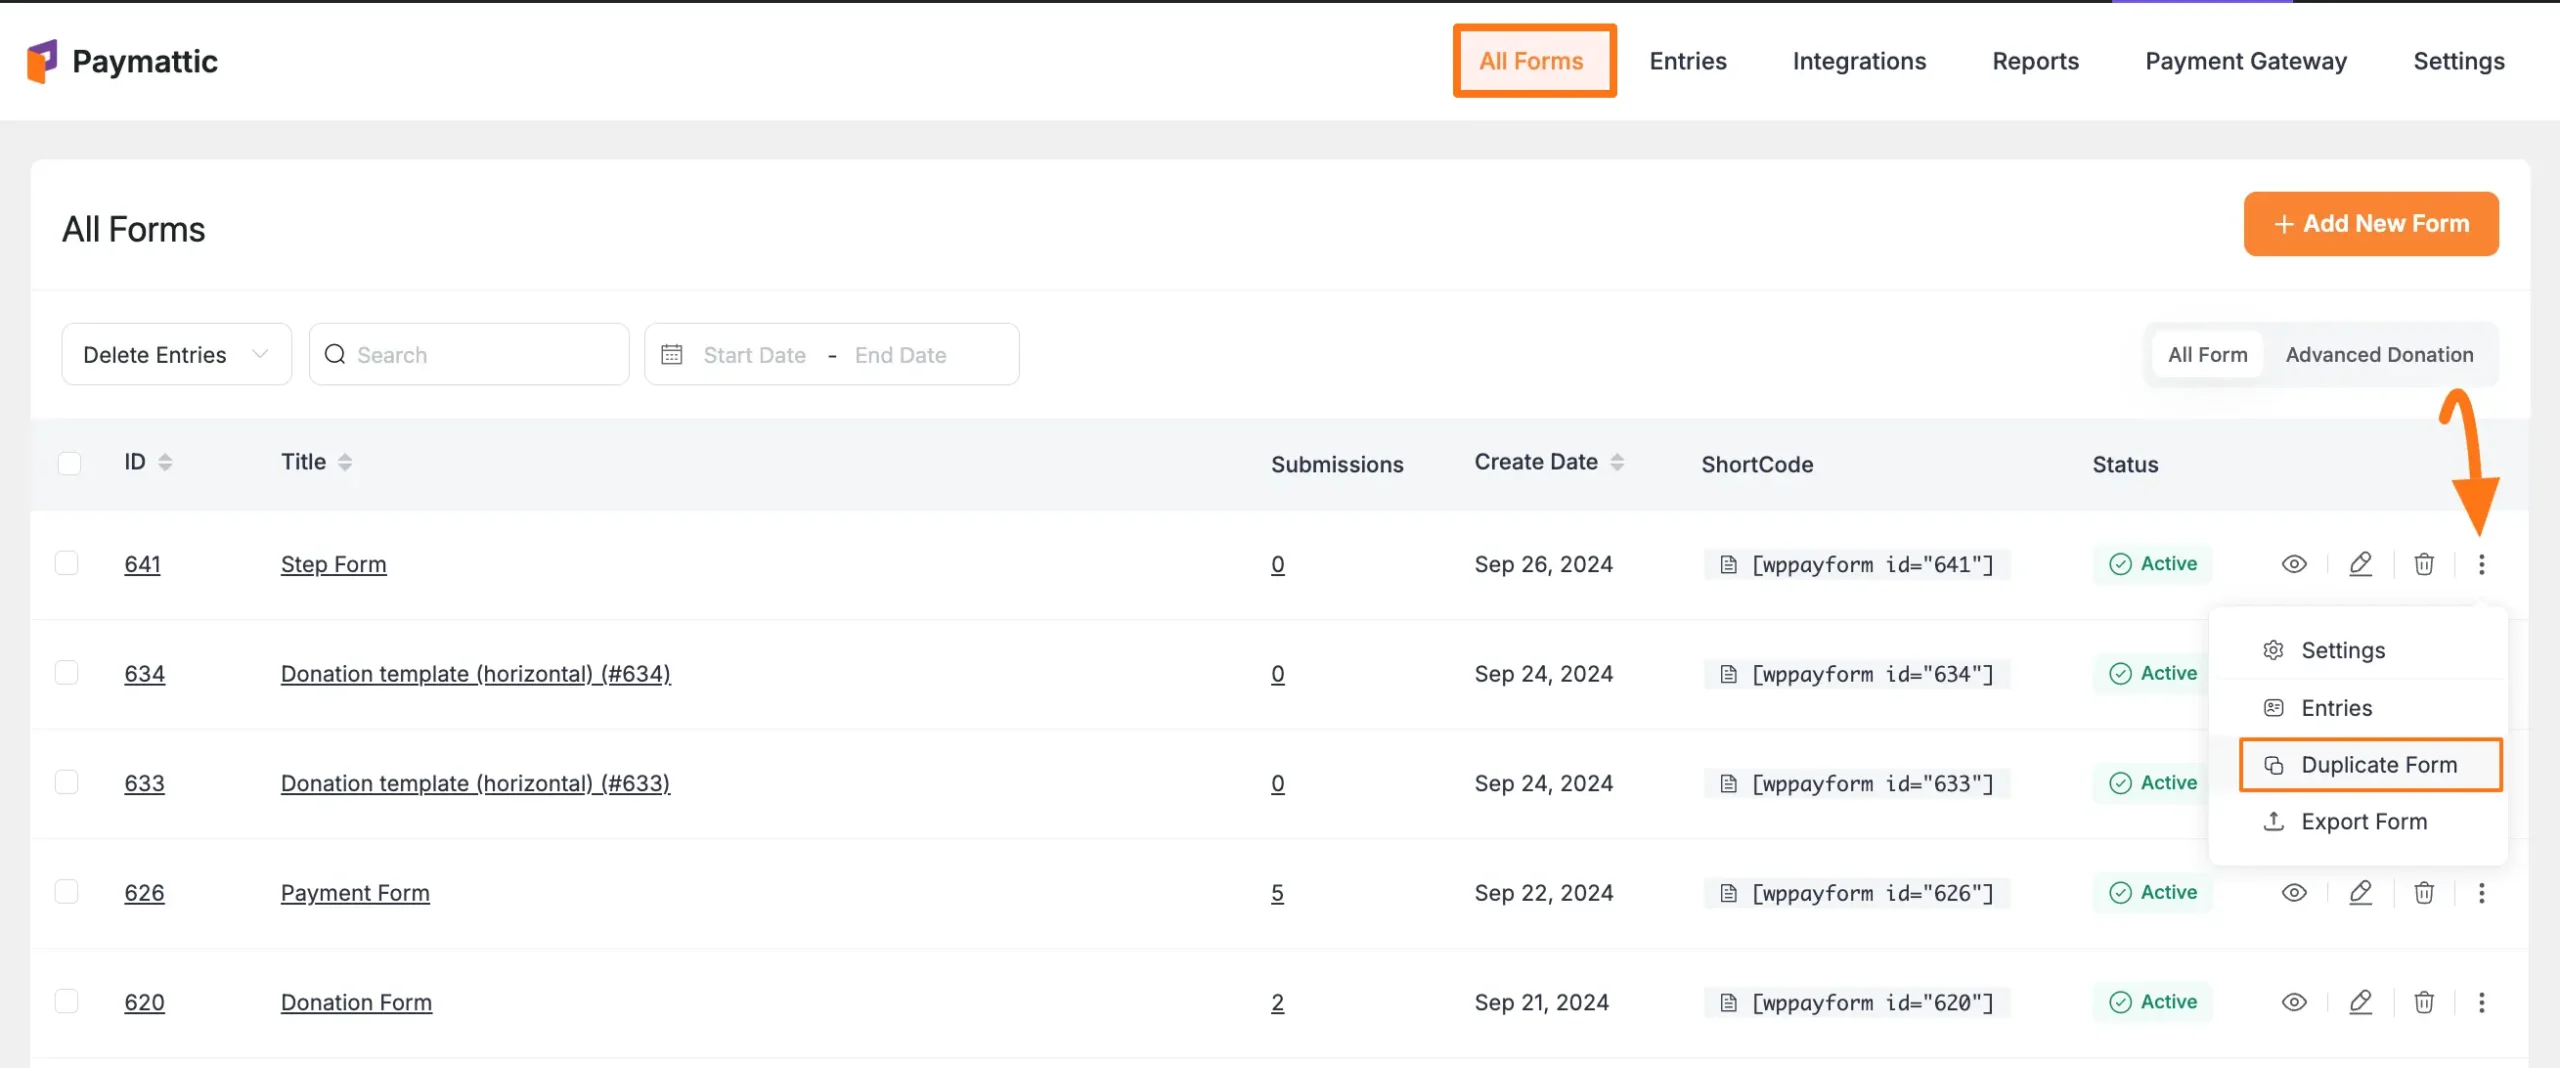 Paymattic
All Forms Entries Integrations Reports Payment Gateway Settings
All Forms
+ Add New Form
Delete Entries Search Start Date - End Date All Form Advanced Donation
ID Title Submissions Create Date ShortCode Status
641 Step Form 0 Sep 26, 2024 [wppayform id="641"] Active
Settings
634 Donation template (horizontal) (#634) 0 Sep 24, 2024 [wppayform id="634"] Active
Entries
Duplicate Form
633 Donation template (horizontal) (#633) 0 Sep 24, 2024 [wppayform id="633"] Active
Export Form
626 Payment Form 5 Sep 22, 2024 [wppayform id="626"] Active
620 Donation Form 2 Sep 21, 2024 [wppayform id="620"] Active